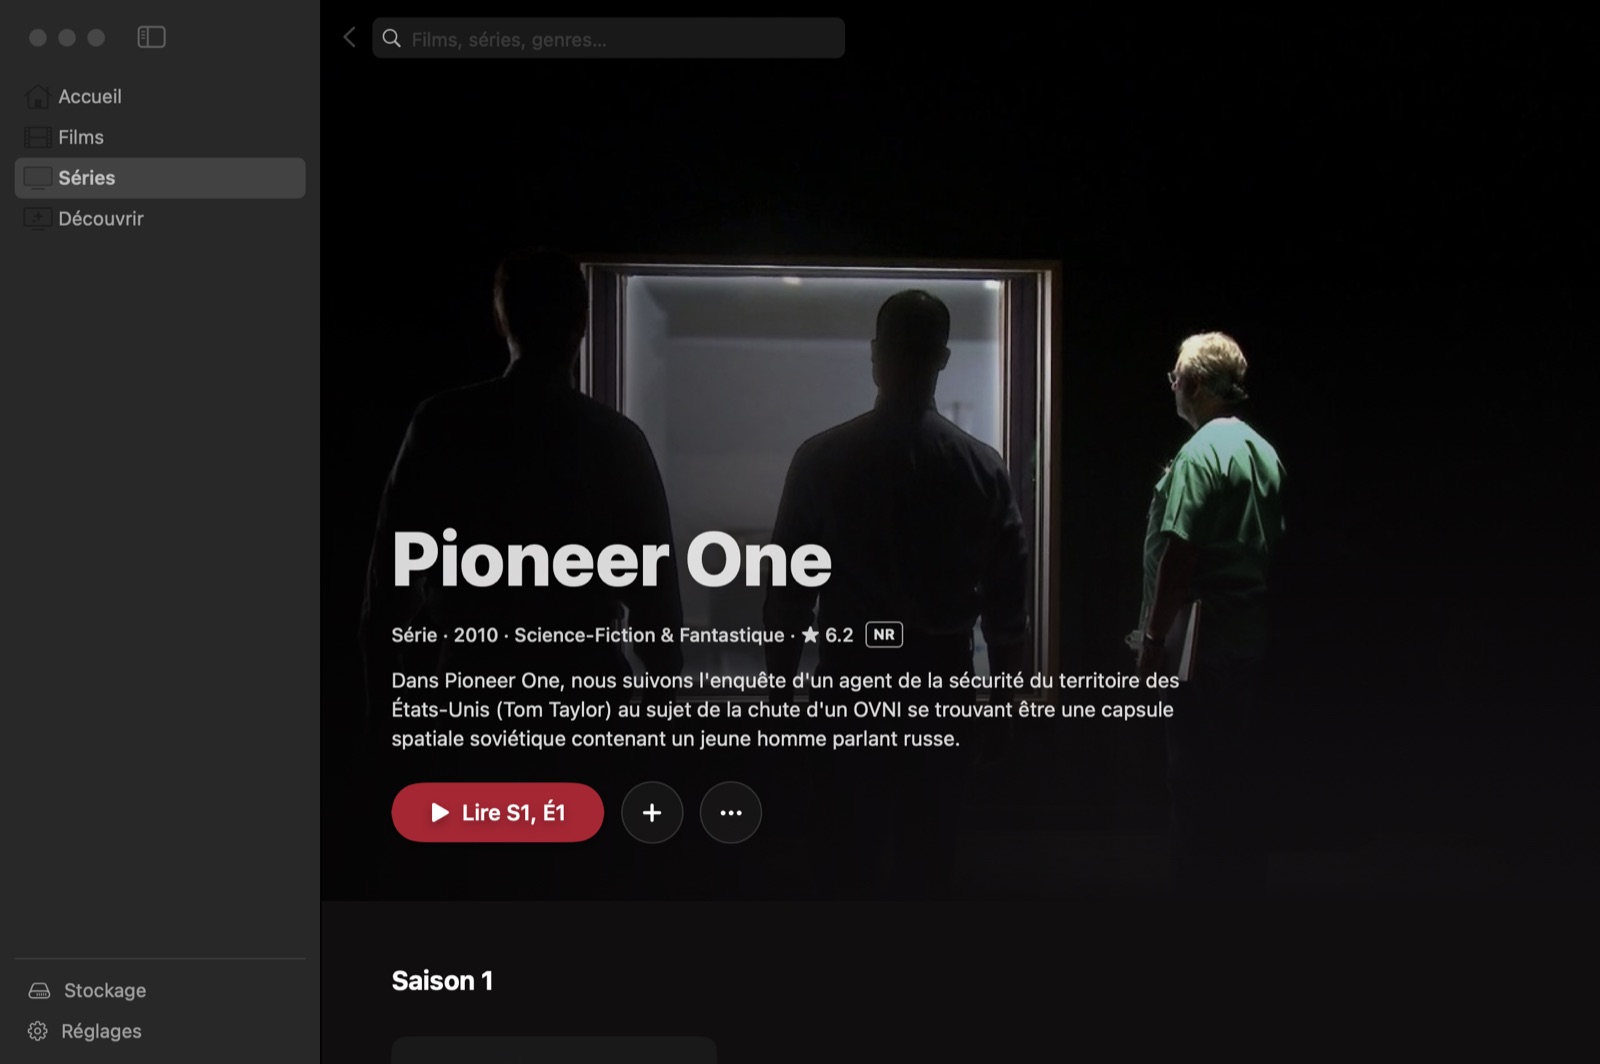 Films, séries, genres...
Accueil
Films
Séries
Découvrir
Pioneer One
Série · 2010 · Science-Fiction & Fantastique · ★ 6.2 NR
Dans Pioneer One, nous suivons l'enquête d'un agent de la sécurité du territoire des
États-Unis (Tom Taylor) au sujet de la chute d'un OVNI se trouvant être une capsule
spatiale soviétique contenant un jeune homme parlant russe.
Lire S1, É1
Saison 1
Stockage
Réglages